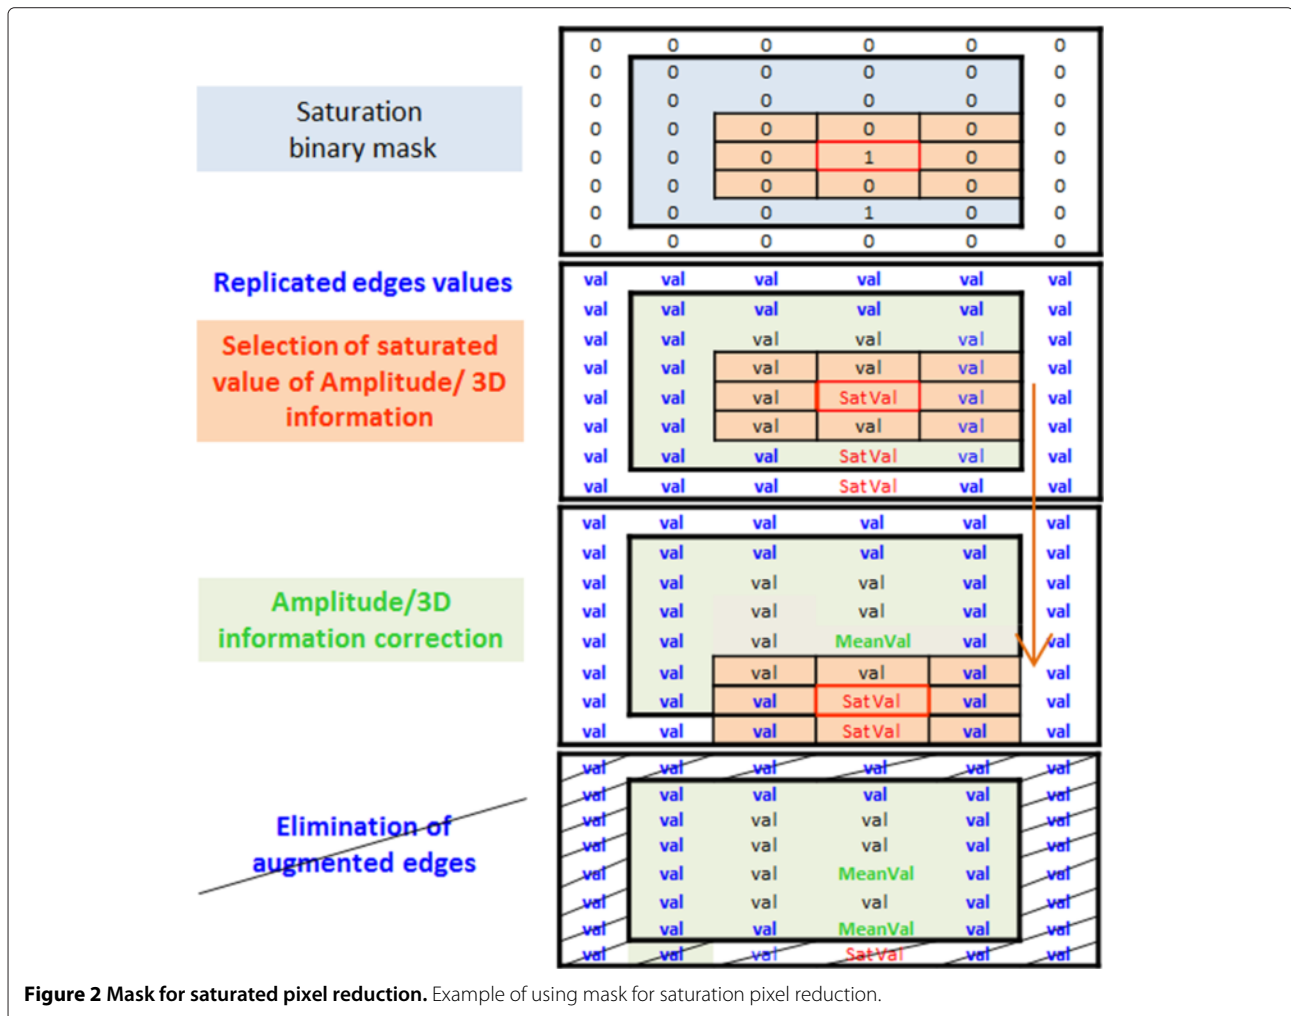 0 0 0 0 0 0
0 0 0 0 0 0
0 0 0 0 0 0
0 0 0 0 0 0
0 0 0 1 0 0
0 0 0 0 0 0
0 0 0 1 0 0
0 0 0 0 0 0
Saturation
binary mask
Replicated edges values
val val val val val val
val val val val val val
val val val val val val
val val val val val val
val val val SatVal val val
val val val val val val
val val val SatVal val val
val val val SatVal val val
Selection of saturated
value of Amplitude/ 3D
information
val val val val val val
val val val val val val
val val val val val val
val val val val val val
val val val MeanVal val val
val val val val val val
val val val SatVal val val
val val val SatVal val val
Amplitude/3D
information correction
val val val val val val
val val val val val val
val val val val val val
val val val val val val
val val val MeanVal val val
val val val val val val
val val val MeanVal val val
val val val SatVal val val
Elimination of
augmented edges
Figure 2 Mask for saturated pixel reduction. Example of using mask for saturation pixel reduction.